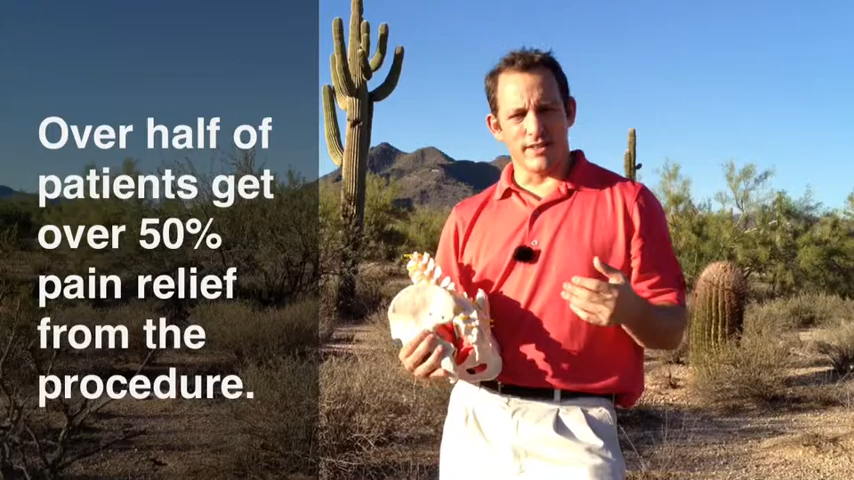 Over half of
patients get
over 50%
pain relief
from the
procedure.